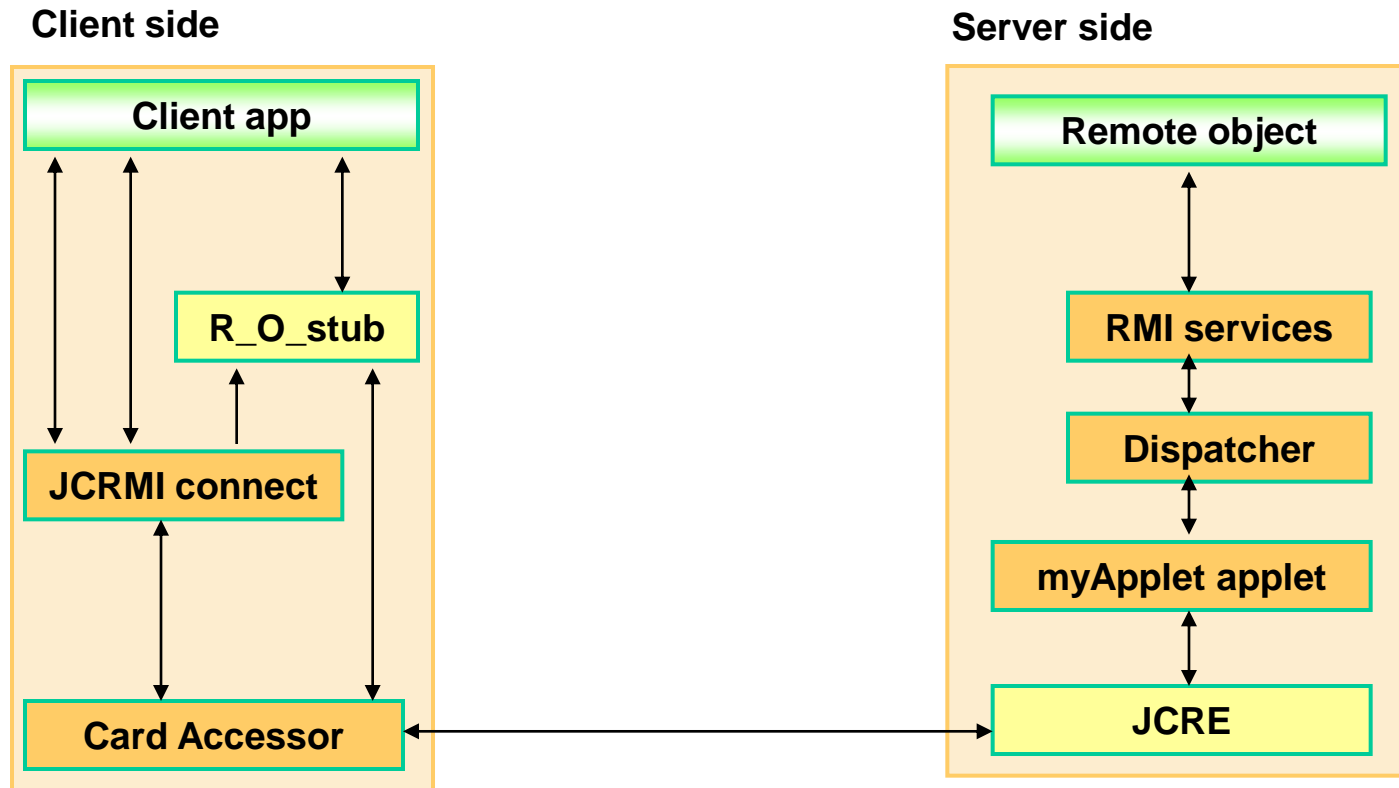 Client side
Client app
R_O_stub
JCRMI connect
Card Accessor
Server side
Remote object
RMI services
Dispatcher
myApplet applet
JCRE